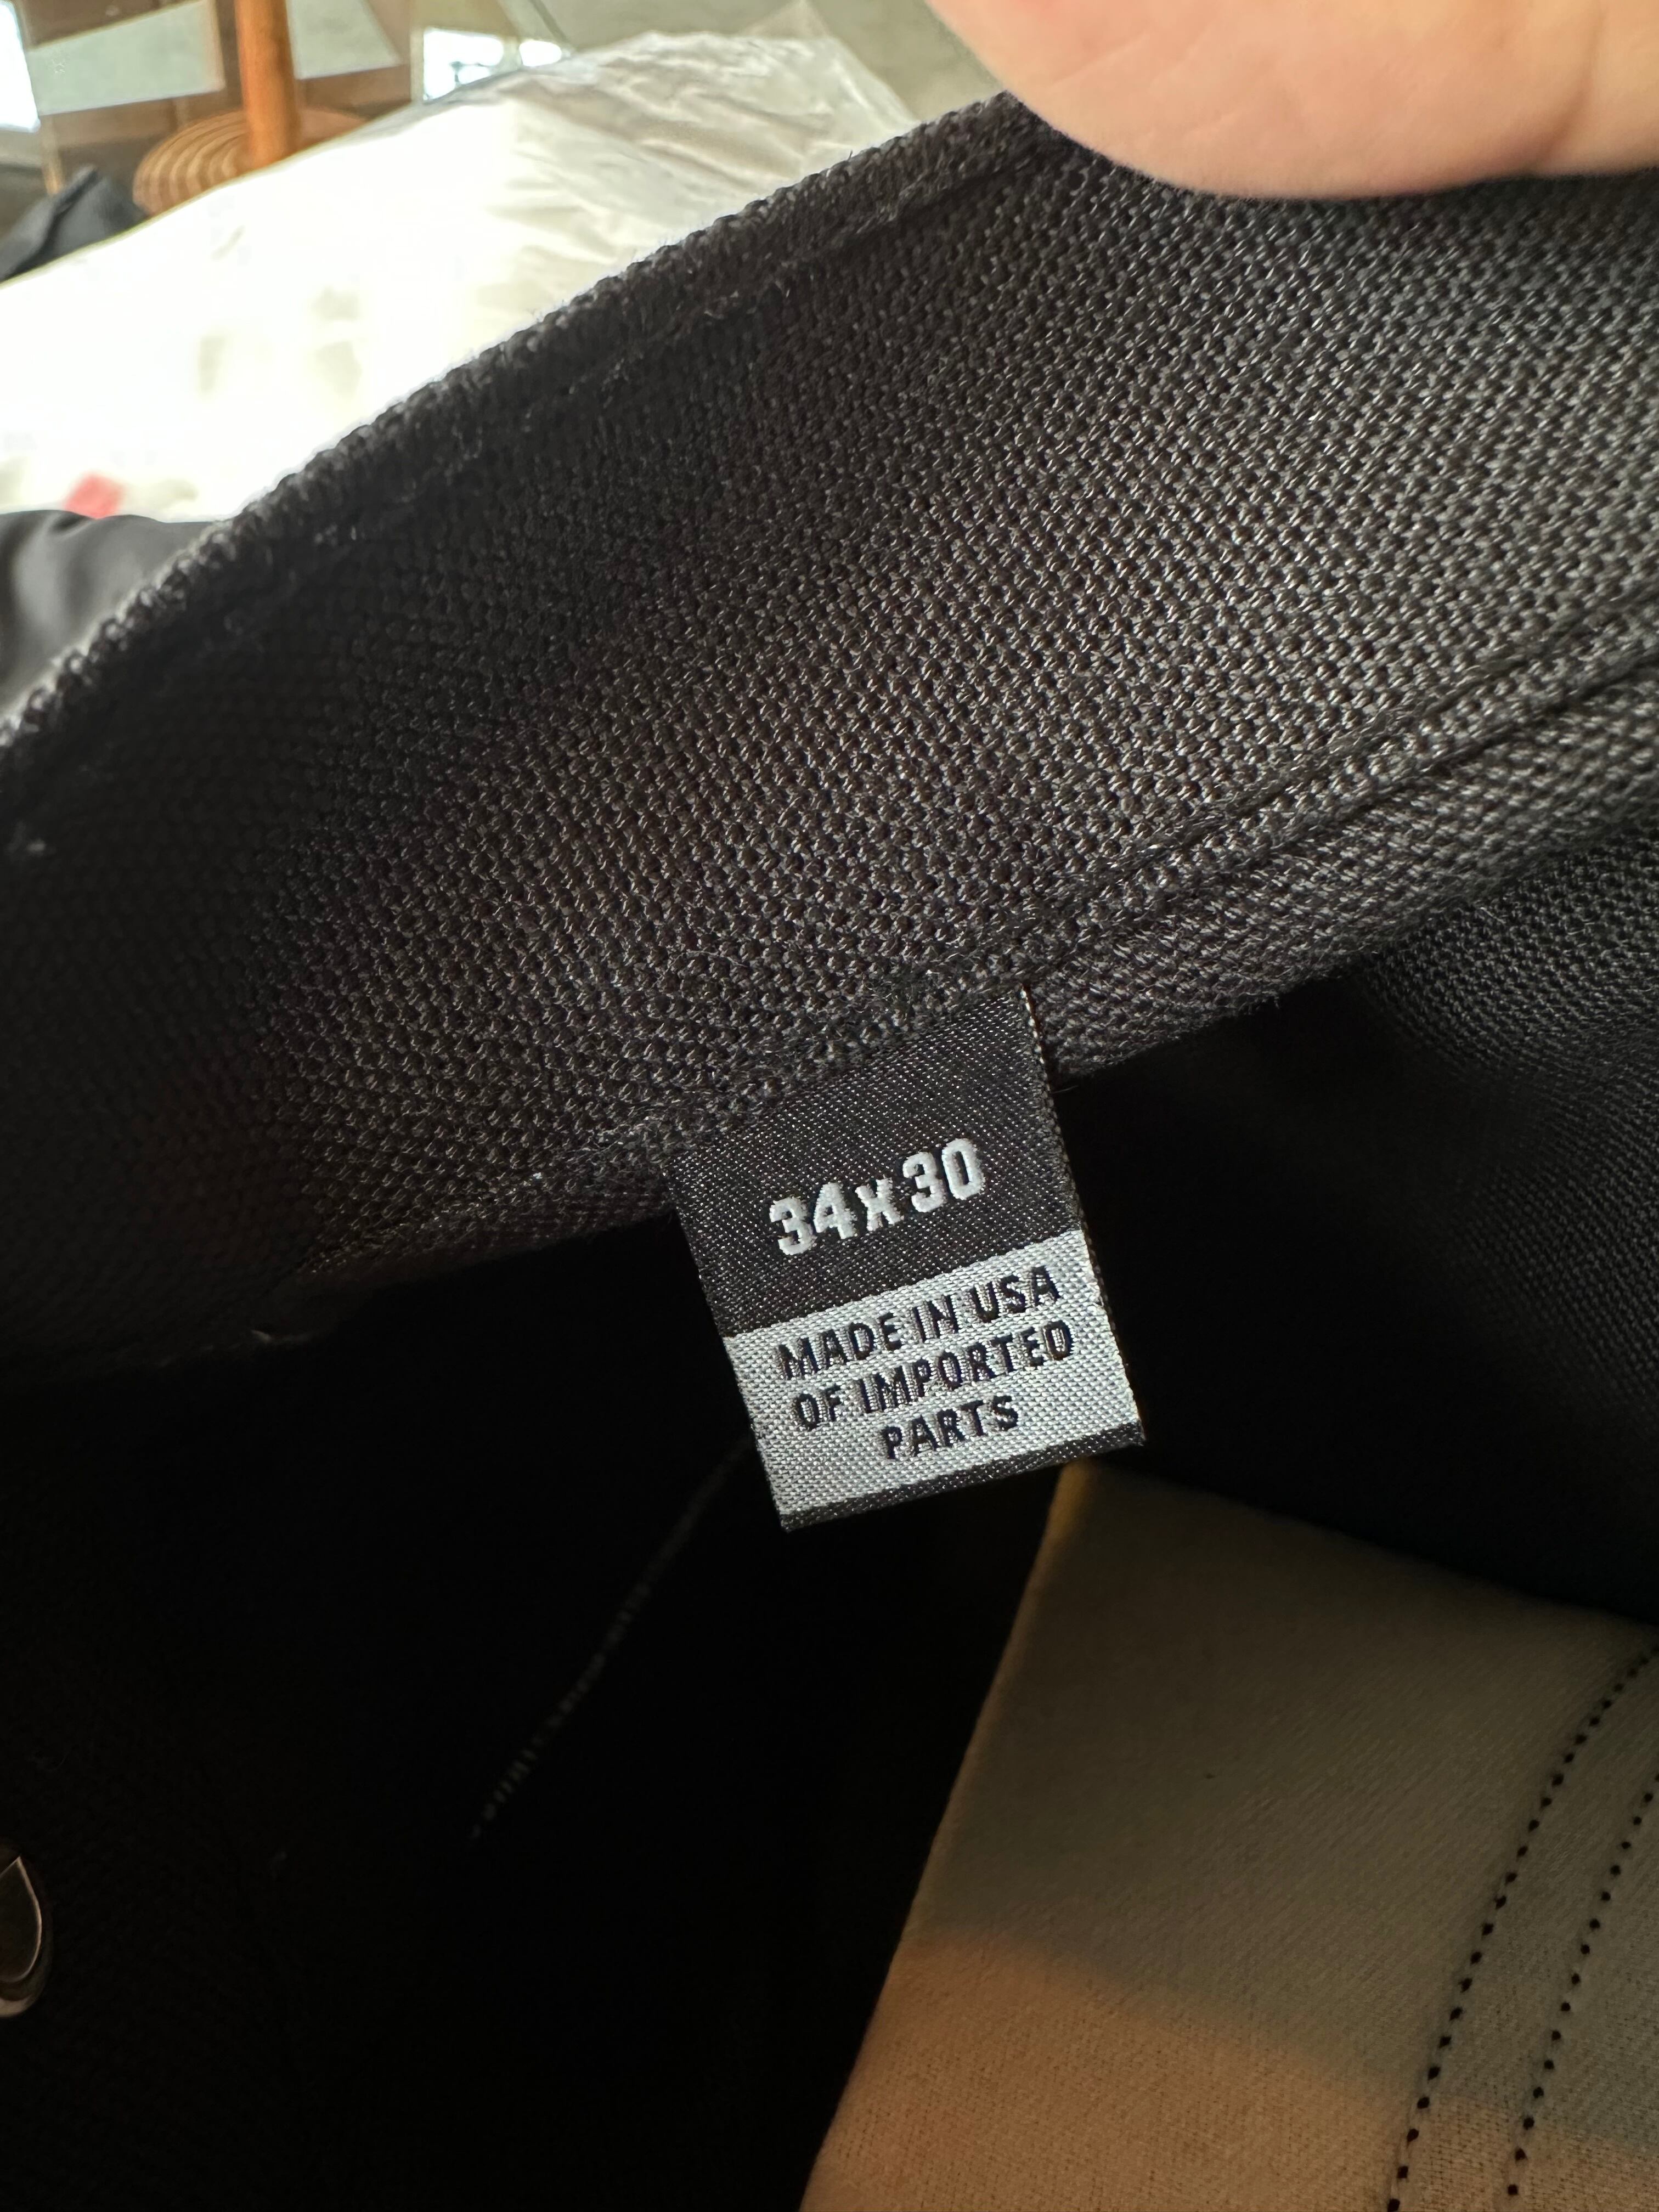 34x30
MADE IN USA
OF IMPORTED
PARTS